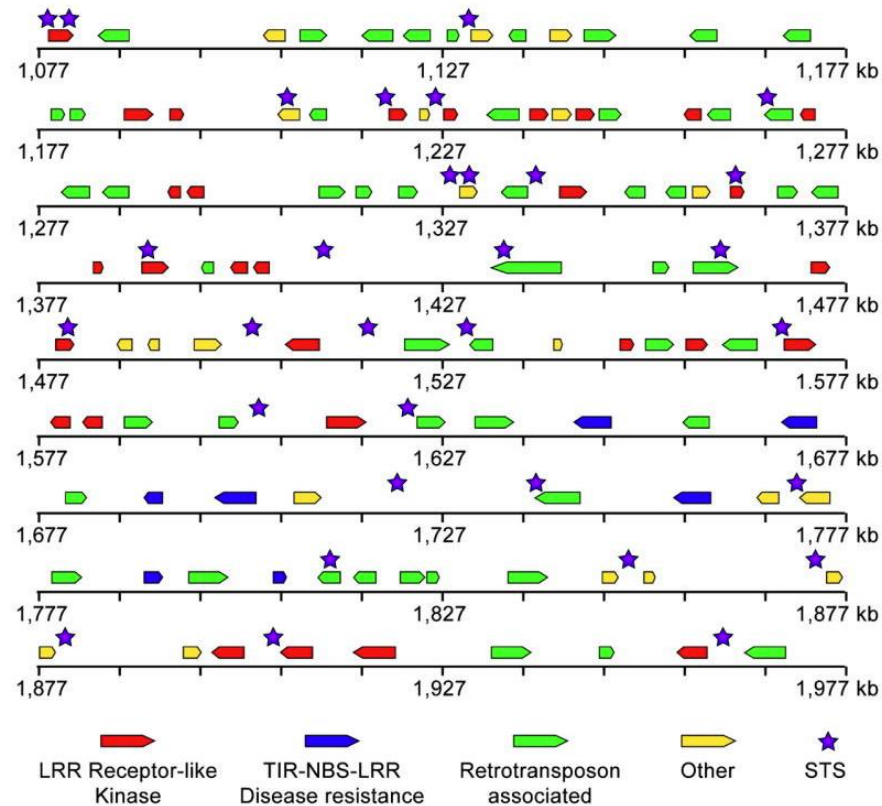 1,077 1,127 1,177 kb
1,177 1,227 1,277 kb
1,277 1,327 1,377 kb
1,377 1,427 1,477 kb
1,477 1,527 1,577 kb
1,577 1,627 1,677 kb
1,677 1,727 1,777 kb
1,777 1,827 1,877 kb
1,877 1,927 1,977 kb
LRR Receptor-like TIR-NBS-LRR Retrotransposon Other STS
Kinase Disease resistance associated